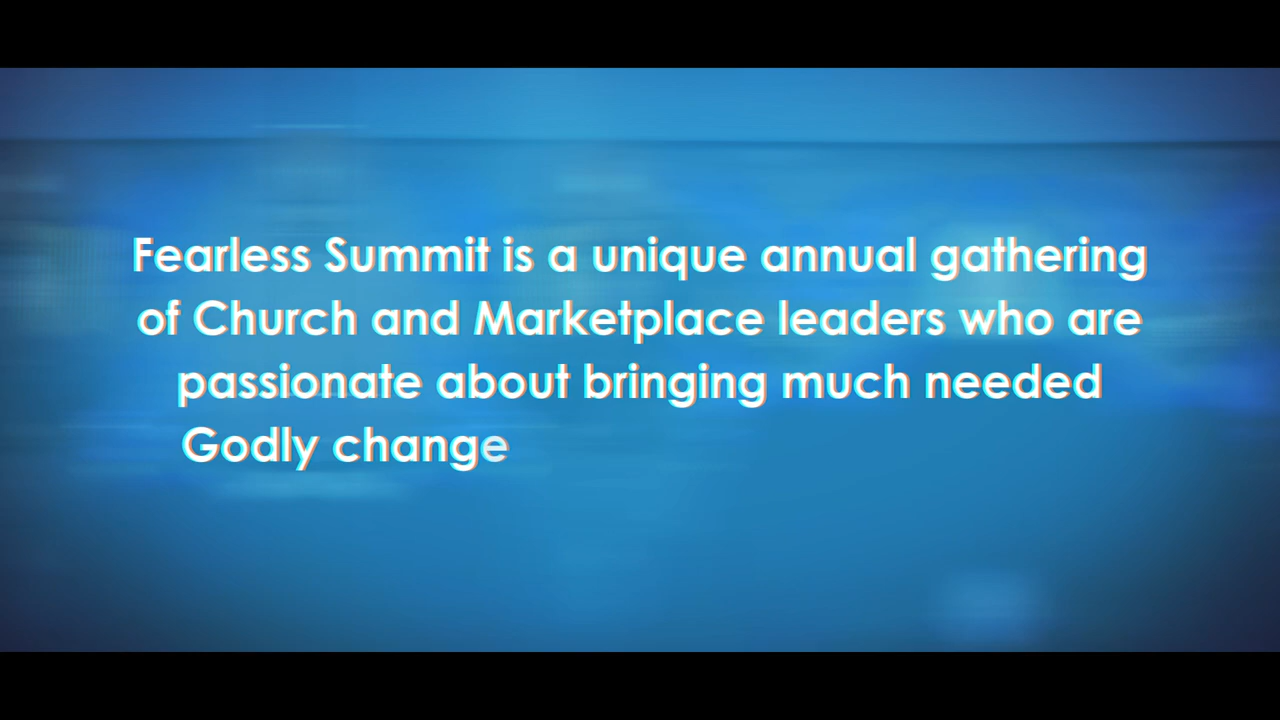 Fearless Summit is a unique annual gathering
of Church and Marketplace leaders who are
passionate about bringing much needed
Godly change